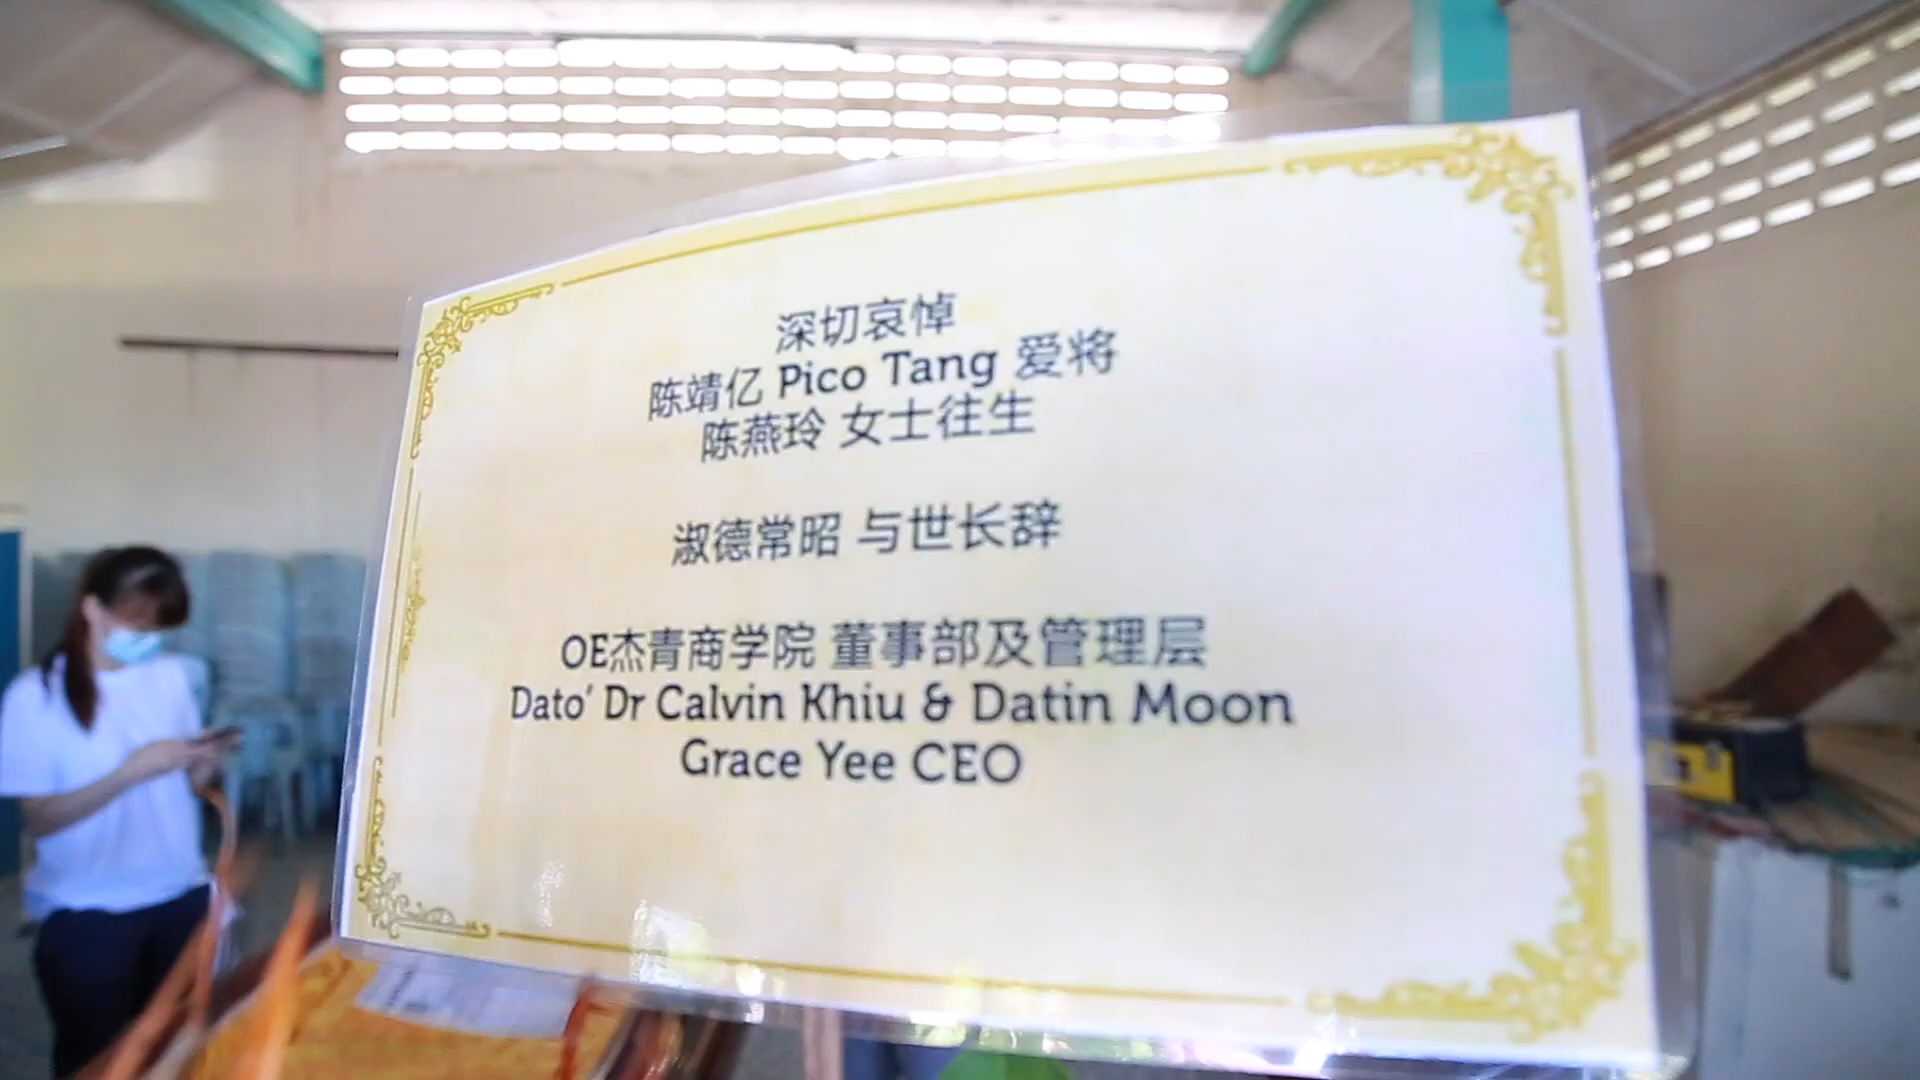 深切哀悼
陈靖亿 Pico Tang 爱将
陈燕玲 女士往生
淑德常昭 与世长辞
OE杰青商学院 董事部及管理层
Dato’ Dr Calvin Khiu & Datin Moon
Grace Yee CEO